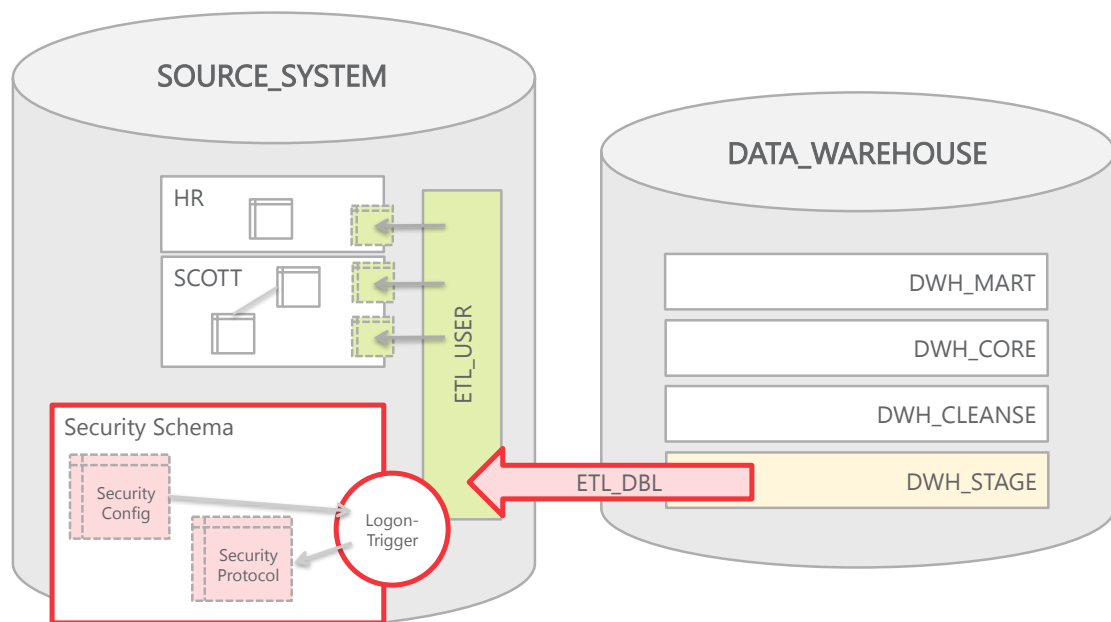 SOURCE_SYSTEM
HR
SCOTT
ETL_USER
Security Schema
Security
Config
Security
Protocol
Logon-
Trigger
ETL_DBL
DATA_WAREHOUSE
DWH_MART
DWH_CORE
DWH_CLEANSE
DWH_STAGE